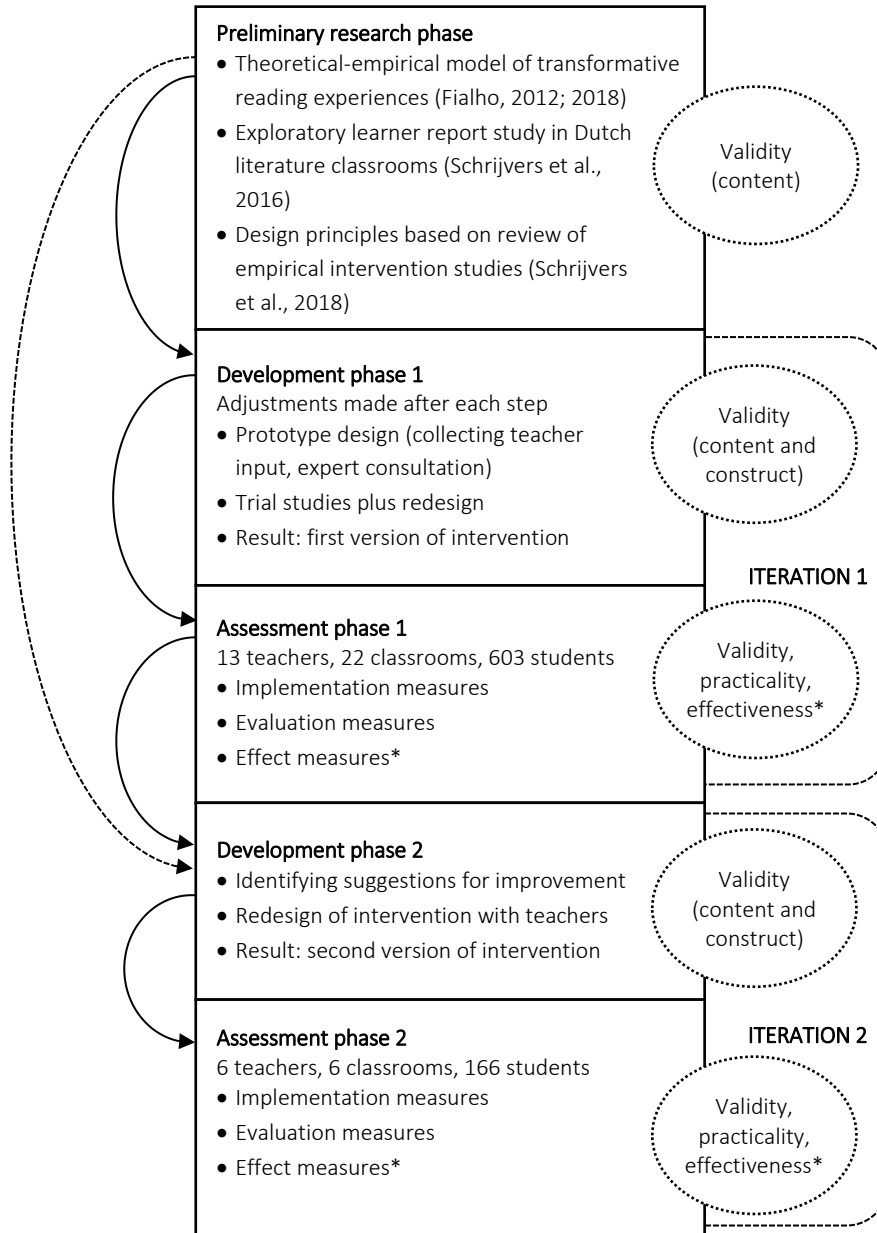 Preliminary research phase
• Theoretical-empirical model of transformative
reading experiences (Fialho, 2012; 2018)
• Exploratory learner report study in Dutch
literature classrooms (Schrijvers et al.,
2016)
• Design principles based on review of
empirical intervention studies (Schrijvers
et al., 2018)
Validity
(content)
Development phase 1
Adjustments made after each step
• Prototype design (collecting teacher
input, expert consultation)
• Trial studies plus redesign
• Result: first version of intervention
Validity
(content and
construct)
ITERATION 1
Assessment phase 1
13 teachers, 22 classrooms, 603 students
• Implementation measures
• Evaluation measures
• Effect measures*
Validity,
practicality,
effectiveness*
Development phase 2
• Identifying suggestions for improvement
• Redesign of intervention with teachers
• Result: second version of intervention
Validity
(content and
construct)
ITERATION 2
Assessment phase 2
6 teachers, 6 classrooms, 166 students
• Implementation measures
• Evaluation measures
• Effect measures*
Validity,
practicality,
effectiveness*